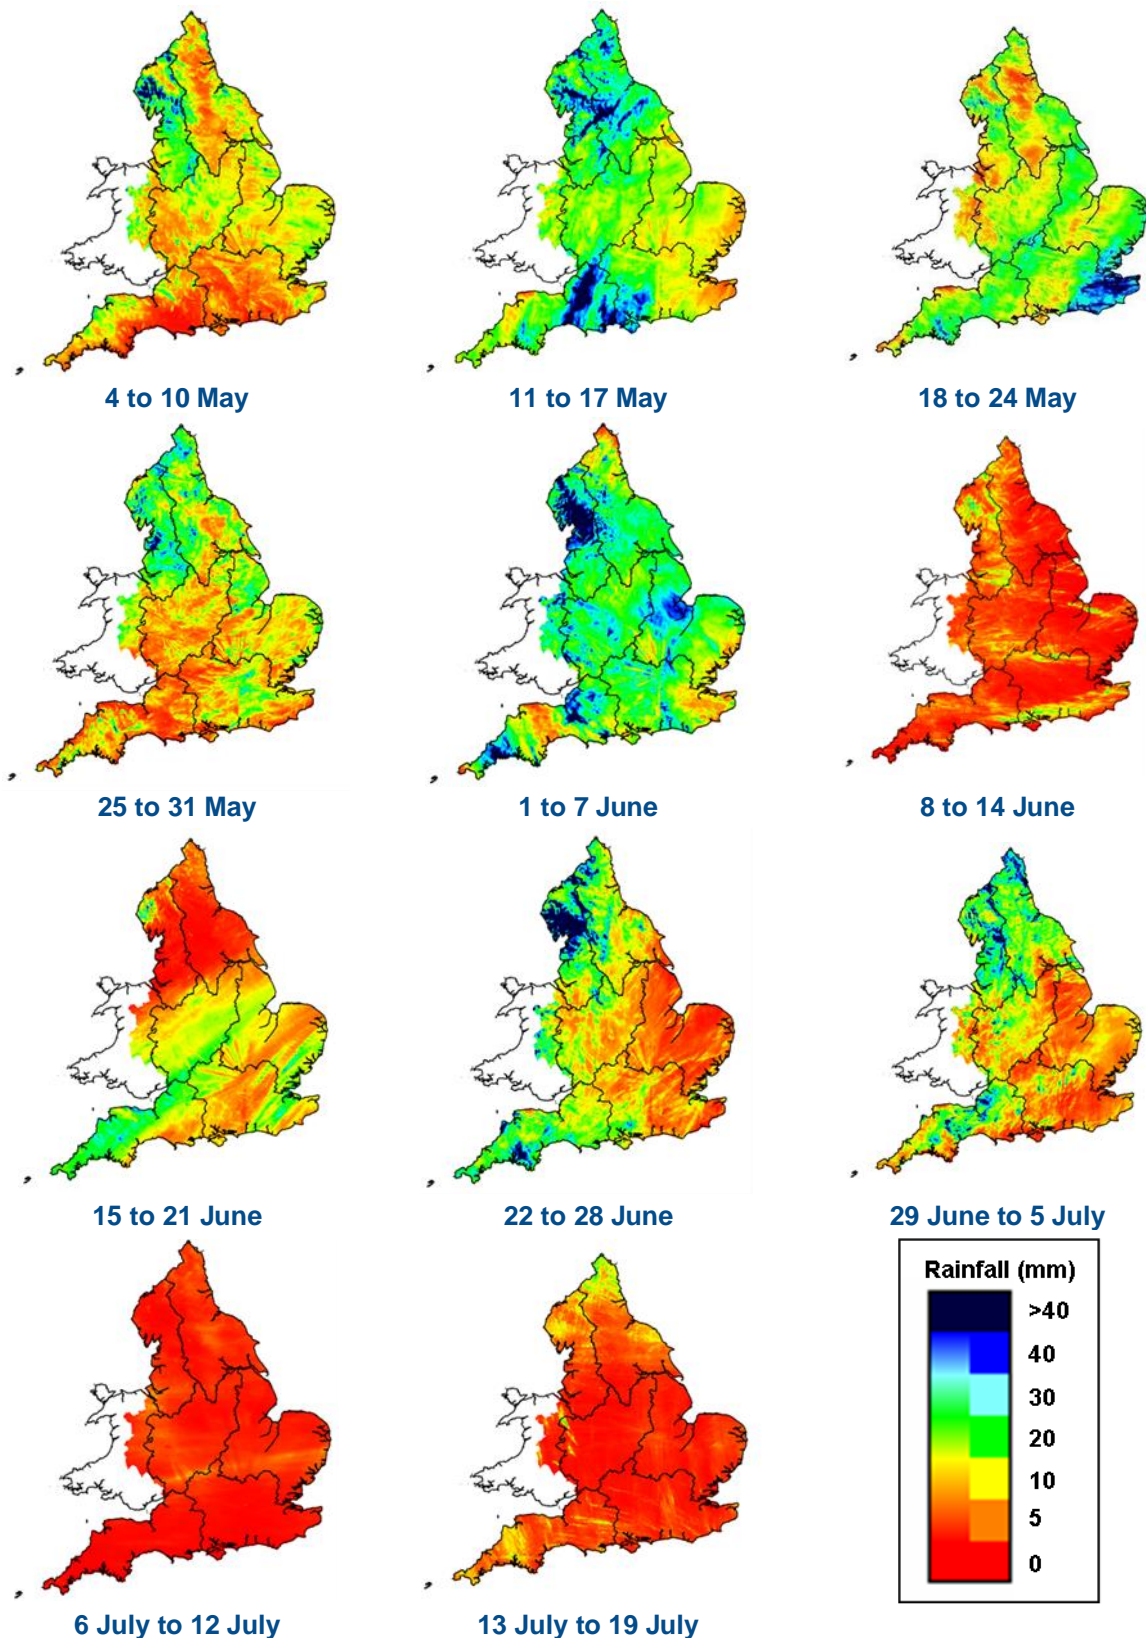 4 to 10 May
11 to 17 May
18 to 24 May
25 to 31 May
1 to 7 June
8 to 14 June
15 to 21 June
22 to 28 June
29 June to 5 July
6 July to 12 July
13 July to 19 July
Rainfall (mm)
>40
40
30
20
10
5
0